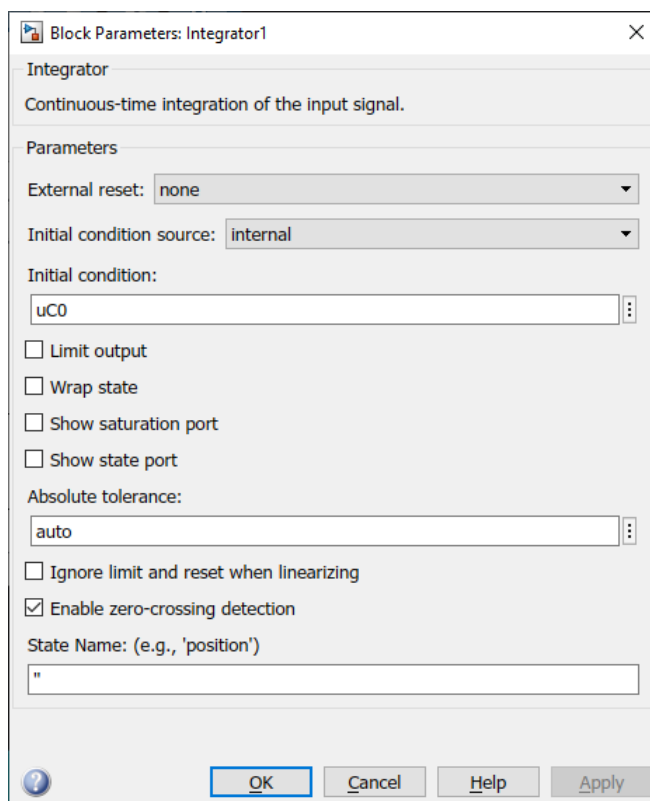 Block Parameters: Integrator1
Integrator
Continuous-time integration of the input signal.
Parameters
External reset: none
Initial condition source: internal
Initial condition:
uC0
Limit output
Wrap state
Show saturation port
Show state port
Absolute tolerance:
auto
Ignore limit and reset when linearizing
Enable zero-crossing detection
State Name: (e.g., 'position')
''
OK Cancel Help Apply